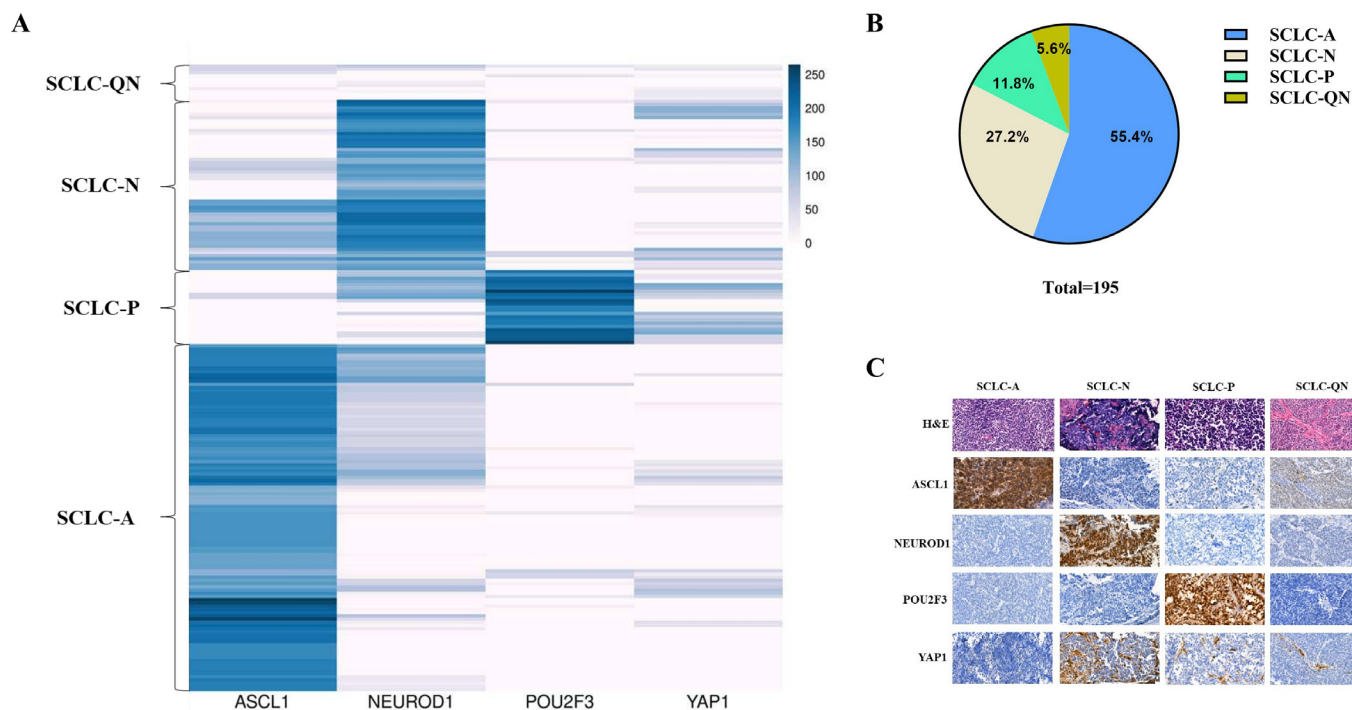 A
SCLC-QN
SCLC-N
SCLC-P
SCLC-A
250
200
150
100
50
0
ASCL1 NEUROD1 POU2F3 YAP1
B
5.6%
11.8%
27.2%
55.4%
SCLC-A
SCLC-N
SCLC-P
SCLC-QN
Total=195
C
SCLC-A SCLC-N SCLC-P SCLC-QN
H&E
ASCL1
NEUROD1
POU2F3
YAP1